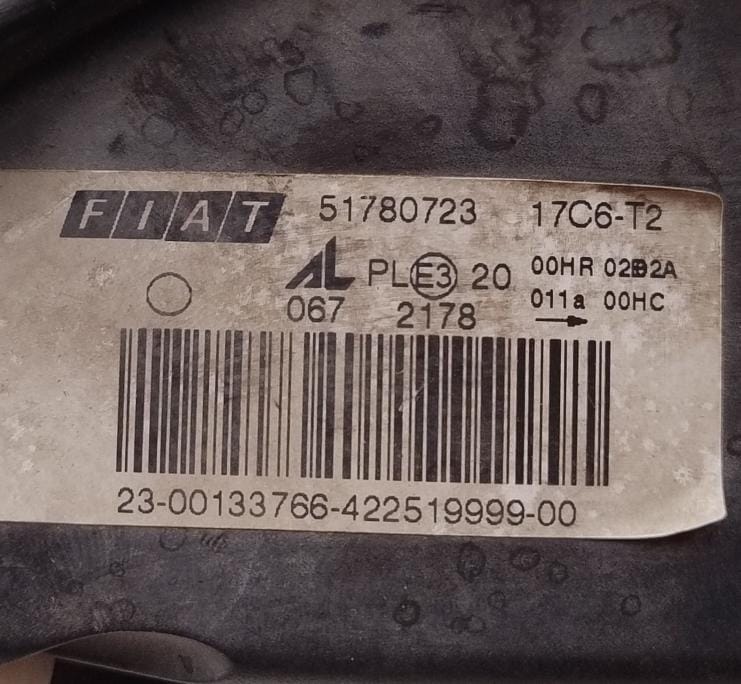 FIAT 51780723 17C6-T2
AL PL E3 20 00HR 02B2A
067 2178 011a 00HC
23-00133766-422519999-00